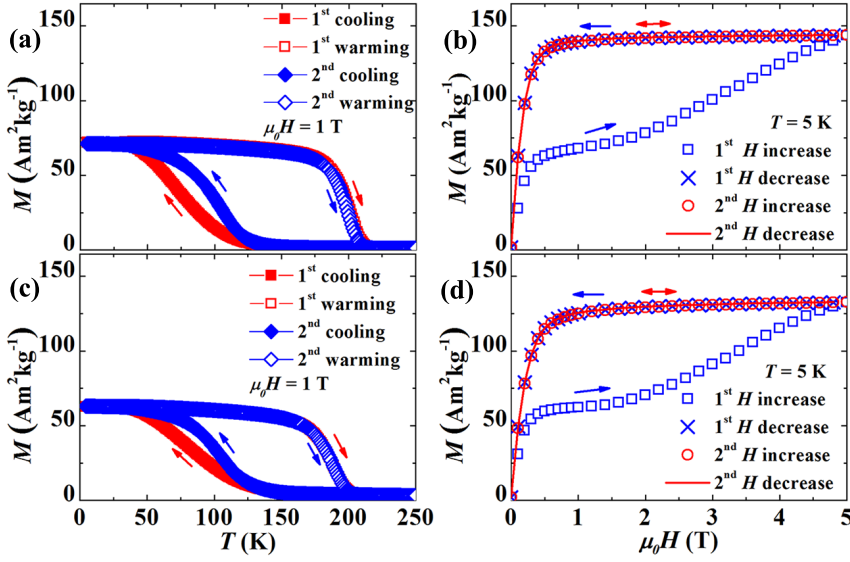 (a)
1st cooling
1st warming
2nd cooling
2nd warming
μ0H = 1 T
M (Am2kg-1)
150
100
50
0
(b)
T = 5 K
1st H increase
1st H decrease
2nd H increase
2nd H decrease
M (Am2kg-1)
150
100
50
0
(c)
1st cooling
1st warming
2nd cooling
2nd warming
μ0H = 1 T
M (Am2kg-1)
150
100
50
0
0 50 100 150 200 250
T (K)
(d)
T = 5 K
1st H increase
1st H decrease
2nd H increase
2nd H decrease
M (Am2kg-1)
150
100
50
0
0 1 2 3 4 5
μ0H (T)